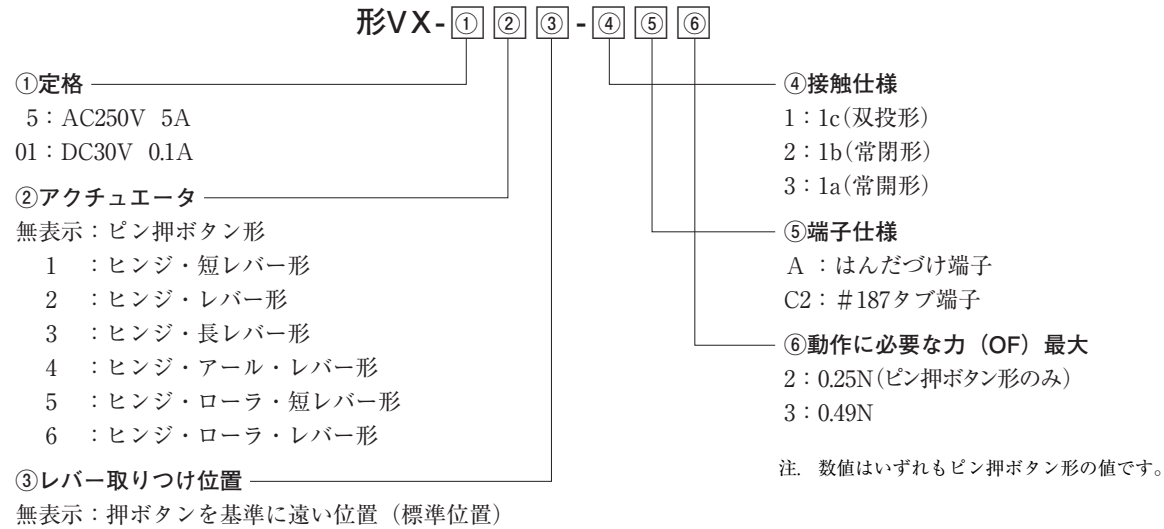 形VX-① ② ③ - ④ ⑤ ⑥
①定格
5：AC250V 5A
01：DC30V 0.1A
②アクチュエータ
無表示：ピン押ボタン形
1 ：ヒンジ・短レバー形
2 ：ヒンジ・レバー形
3 ：ヒンジ・長レバー形
4 ：ヒンジ・アール・レバー形
5 ：ヒンジ・ローラ・短レバー形
6 ：ヒンジ・ローラ・レバー形
③レバー取りつけ位置
無表示：押ボタンを基準に遠い位置（標準位置）
④接触仕様
1：1c(双投形)
2：1b(常閉形)
3：1a(常開形)
⑤端子仕様
A ：はんだづけ端子
C2：＃187タブ端子
⑥動作に必要な力（OF）最大
2：0.25N(ピン押ボタン形のみ)
3：0.49N
注. 数値はいずれもピン押ボタン形の値です。